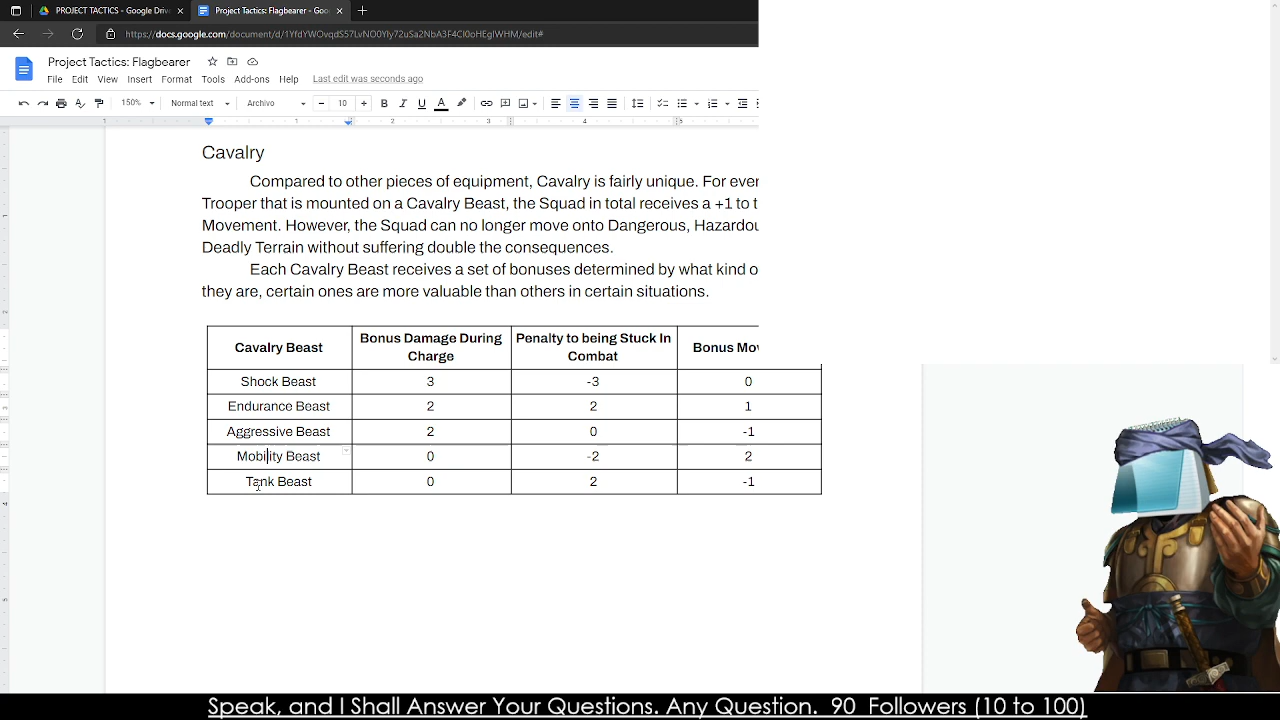 PROJECT TACTICS - Google Driv
Project Tactics: Flagbearer - Goo
https://docs.google.com/document/d/1YfdYWOvqdS57LvNO0YIy72uSa2NbA3F4CI0oHEgIWHM/edit#
Project Tactics: Flagbearer
File Edit View Insert Format Tools Add-ons Help Last edit was seconds ago
150% Normal text Archivo 10 B I U A
1 1 2 3 4 5
Cavalry
Compared to other pieces of equipment, Cavalry is fairly unique. For ever
Trooper that is mounted on a Cavalry Beast, the Squad in total receives a +1 to t
Movement. However, the Squad can no longer move onto Dangerous, Hazardou
Deadly Terrain without suffering double the consequences.
Each Cavalry Beast receives a set of bonuses determined by what kind o
they are, certain ones are more valuable than others in certain situations.
Cavalry Beast Bonus Damage During Charge Penalty to being Stuck In Combat Bonus Mov
Shock Beast 3 -3 0
Endurance Beast 2 2 1
Aggressive Beast 2 0 -1
Mobility Beast 0 -2 2
Tank Beast 0 2 -1
Speak, and I Shall Answer Your Questions. Any Question. 90 Followers (10 to 100)